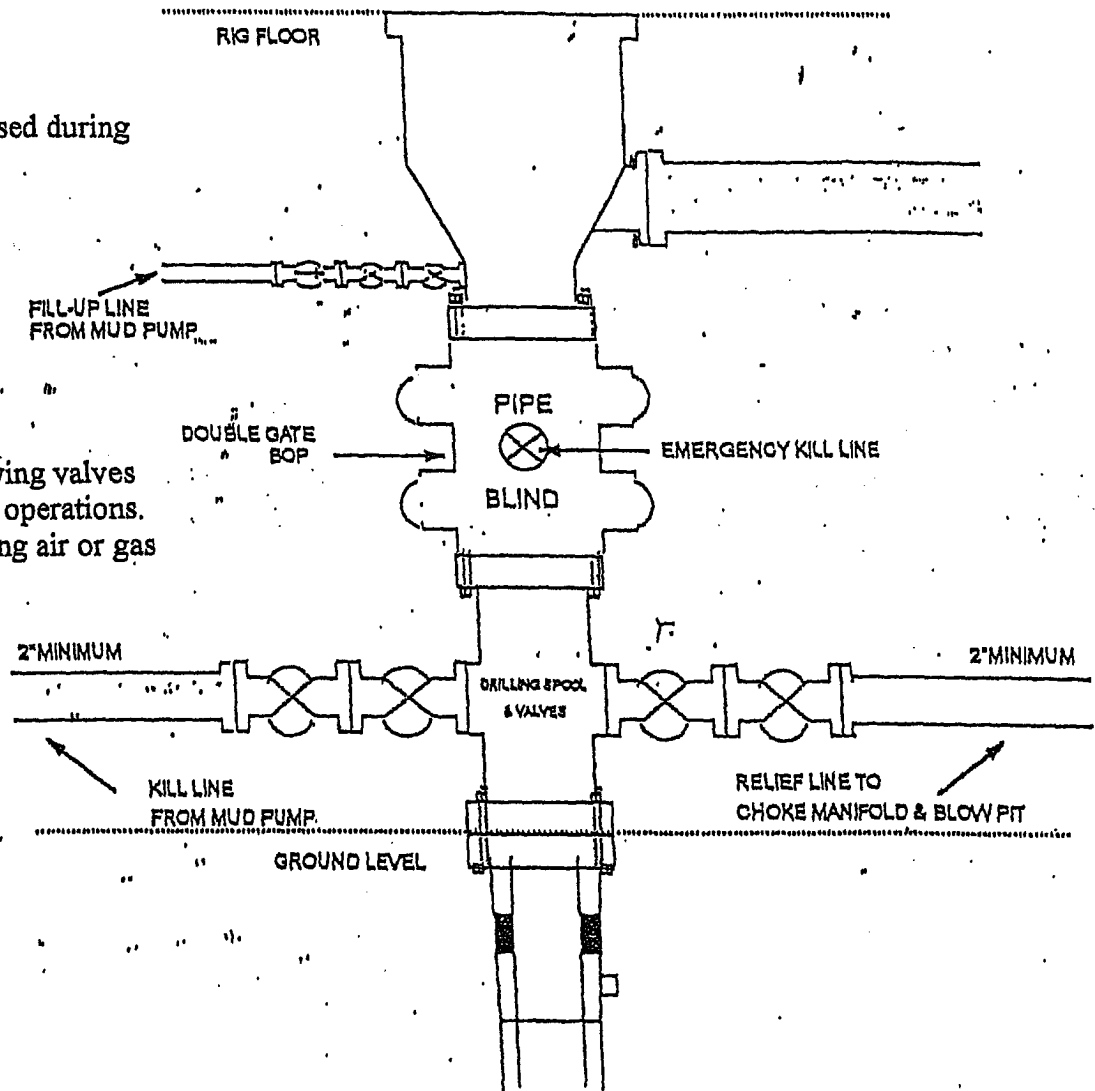 RIG FLOOR
sed during
FILL-UP LINE
FROM MUD PUMP
PIPE
DOUBLE GATE
BOP
EMERGENCY KILL LINE
BLIND
ving valves
operations.
ng air or gas
2" MINIMUM
2" MINIMUM
DRILLING SPOOL
& VALVES
KILL LINE
FROM MUD PUMP.
RELIEF LINE TO
CHOKE MANIFOLD & BLOW PIT
GROUND LEVEL